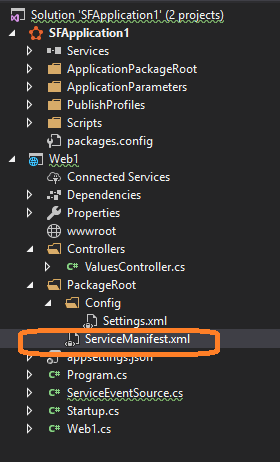 Solution 'SFApplication1' (2 projects)
SFApplication1
Services
ApplicationPackageRoot
ApplicationParameters
PublishProfiles
Scripts
packages.config
Web1
Connected Services
Dependencies
Properties
wwwroot
Controllers
C# ValuesController.cs
PackageRoot
Config
Settings.xml
ServiceManifest.xml
appsettings.json
C# Program.cs
C# ServiceEventSource.cs
C# Startup.cs
C# Web1.cs